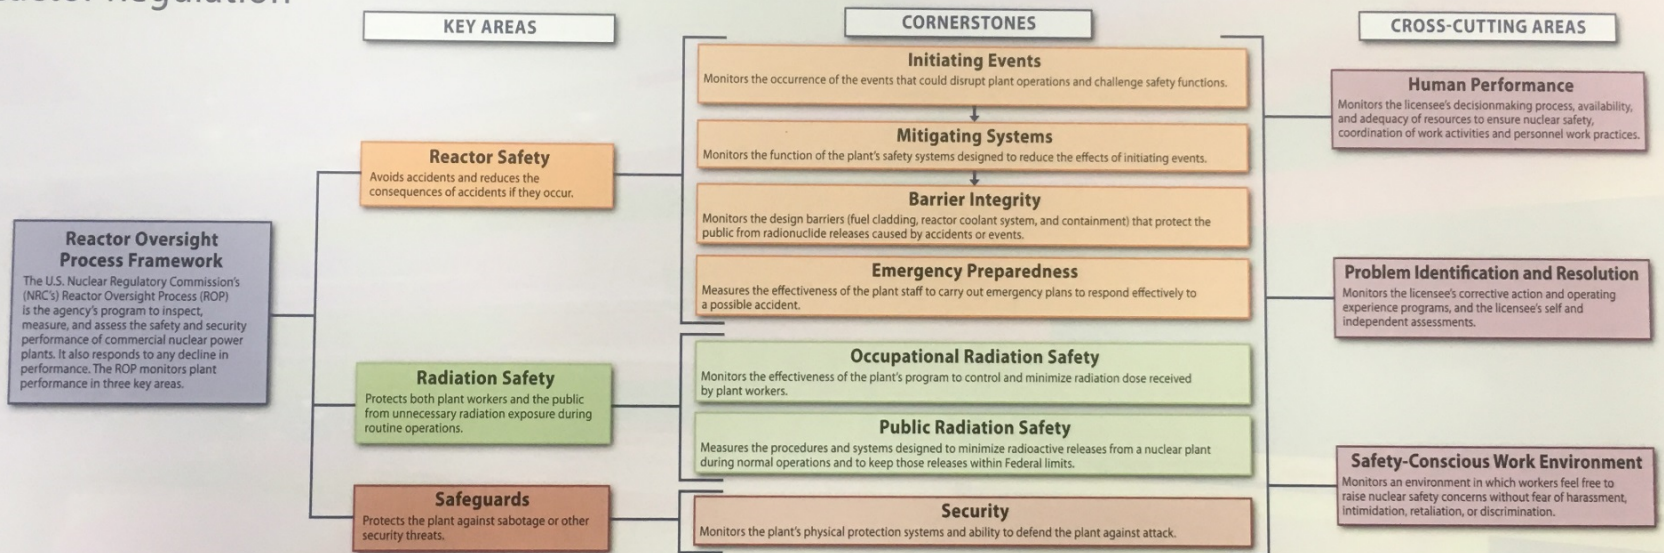 Regulation
KEY AREAS
CORNERSTONES
CROSS-CUTTING AREAS
Reactor Oversight
Process Framework
The U.S. Nuclear Regulatory Commission's
(NRC's) Reactor Oversight Process (ROP)
is the agency's program to inspect,
measure, and assess the safety and security
performance of commercial nuclear power
plants. It also responds to any decline in
performance. The ROP monitors plant
performance in three key areas.
Reactor Safety
Avoids accidents and reduces the
consequences of accidents if they occur.
Radiation Safety
Protects both plant workers and the public
from unnecessary radiation exposure during
routine operations.
Safeguards
Protects the plant against sabotage or other
security threats.
Initiating Events
Monitors the occurrence of the events that could disrupt plant operations and challenge safety functions.
Mitigating Systems
Monitors the function of the plant's safety systems designed to reduce the effects of initiating events.
Barrier Integrity
Monitors the design barriers (fuel cladding, reactor coolant system, and containment) that protect the
public from radionuclide releases caused by accidents or events.
Emergency Preparedness
Measures the effectiveness of the plant staff to carry out emergency plans to respond effectively to
a possible accident.
Occupational Radiation Safety
Monitors the effectiveness of the plant's program to control and minimize radiation dose received
by plant workers.
Public Radiation Safety
Measures the procedures and systems designed to minimize radioactive releases from a nuclear plant
during normal operations and to keep those releases within Federal limits.
Security
Monitors the plant's physical protection systems and ability to defend the plant against attack.
Human Performance
Monitors the licensee's decisionmaking process, availability,
and adequacy of resources to ensure nuclear safety,
coordination of work activities and personnel work practices.
Problem Identification and Resolution
Monitors the licensee's corrective action and operating
experience programs, and the licensee's self and
independent assessments.
Safety-Conscious Work Environment
Monitors an environment in which workers feel free to
raise nuclear safety concerns without fear of harassment,
intimidation, retaliation, or discrimination.